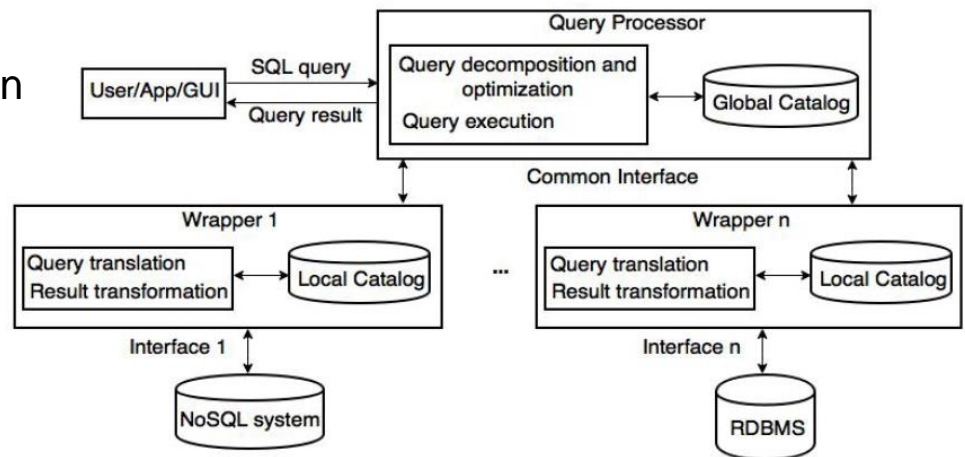 n
Query Processor
SQL query
User/App/GUI
Query result
Query decomposition and
optimization
Query execution
Global Catalog
Common Interface
Wrapper 1
Query translation
Result transformation
Local Catalog
...
Wrapper n
Query translation
Result transformation
Local Catalog
Interface 1
Interface n
NoSQL system
RDBMS